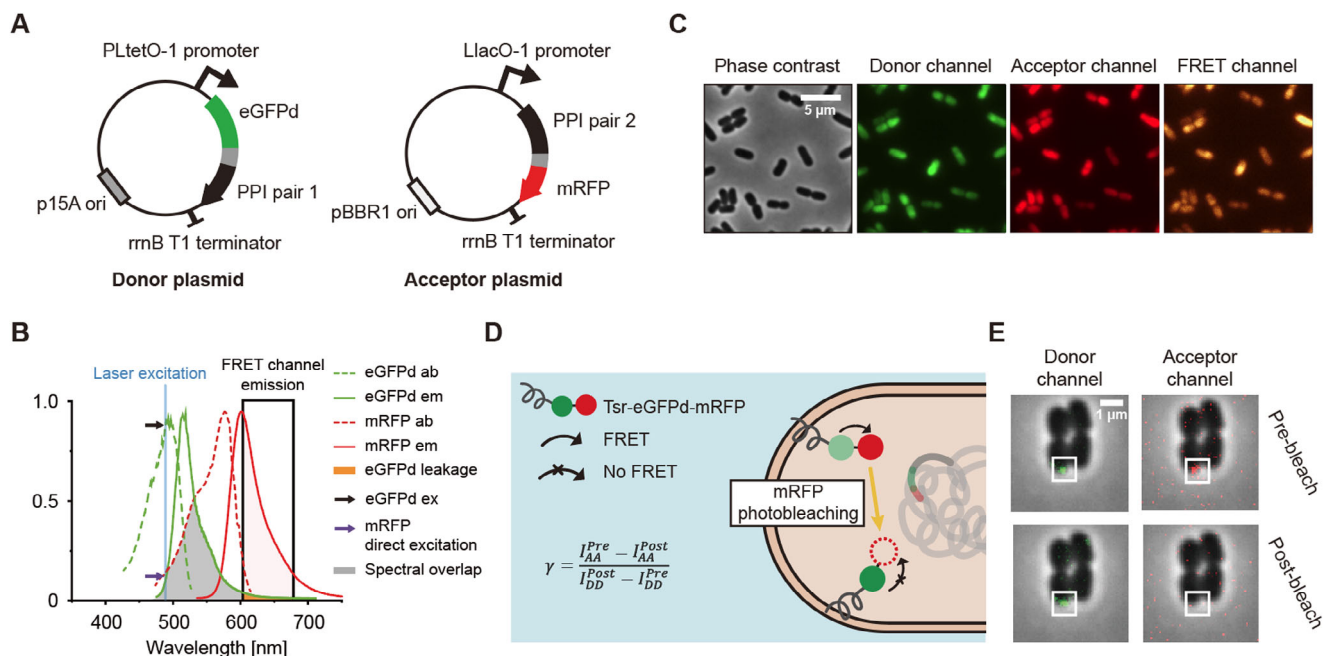 A
PLtetO-1 promoter
eGFPd
PPI pair 1
p15A ori
rrnB T1 terminator
Donor plasmid
LlacO-1 promoter
PPI pair 2
mRFP
pBBR1 ori
rrnB T1 terminator
Acceptor plasmid
C
Phase contrast
Donor channel
Acceptor channel
FRET channel
5 μm
B
Laser excitation
FRET channel
emission
1.0
0.5
0
400
500
600
700
Wavelength [nm]
eGFPd ab
eGFPd em
mRFP ab
mRFP em
eGFPd leakage
eGFPd ex
mRFP
direct excitation
Spectral overlap
D
Tsr-eGFPd-mRFP
FRET
No FRET
mRFP
photobleaching
γ = (I_AA^Pre − I_AA^Post) / (I_DD^Post − I_DD^Pre)
E
Donor
channel
Acceptor
channel
1 μm
Pre-bleach
Post-bleach